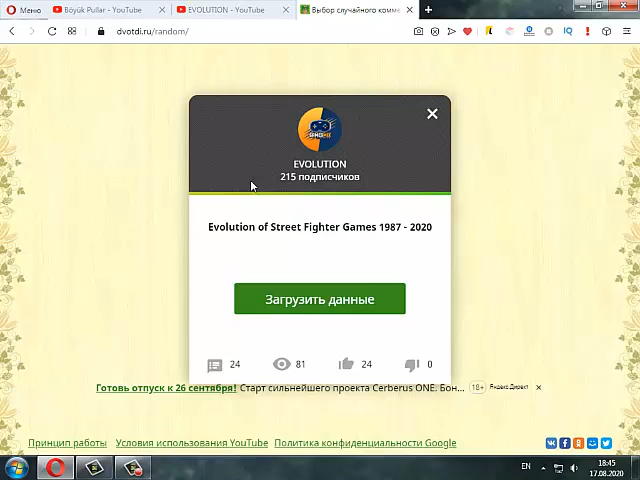 Меню
Böyük Pullar - YouTube
EVOLUTION - YouTube
Выбор случайного комме
dvotdi.ru/random/
EVOLUTION
215 подписчиков
Evolution of Street Fighter Games 1987 - 2020
Загрузить данные
24
81
24
0
Готовь отпуск к 26 сентября! Старт сильнейшего проекта Cerberus ONE. Бон...
18+
Яндекс.Директ
Принцип работы
Условия использования YouTube
Политика конфиденциальности Google
EN
18:45
17.08.2020